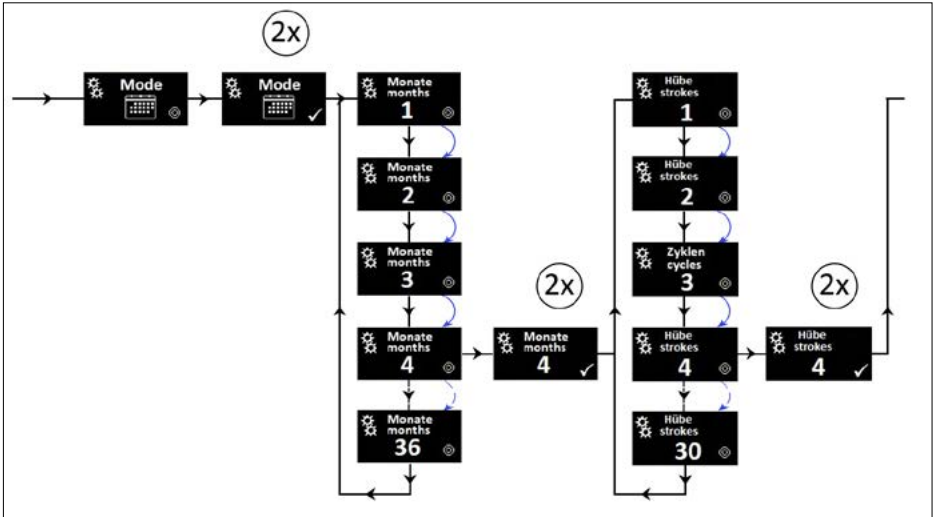 2x
Mode
Mode
Monate
months
1
Monate
months
2
Monate
months
3
Monate
months
4
Monate
months
36
2x
Monate
months
4
Hübe
strokes
1
Hübe
strokes
2
Zyklen
cycles
3
Hübe
strokes
4
Hübe
strokes
30
2x
Hübe
strokes
4